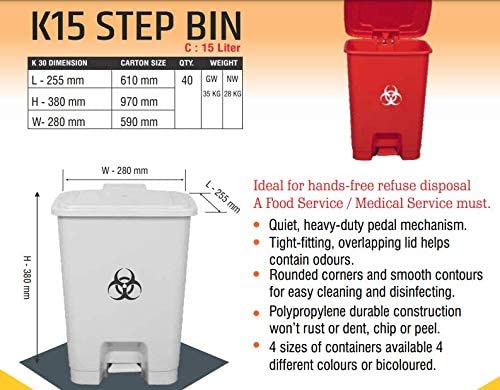 K15 STEP BIN
C : 15 Liter
K 30 DIMENSION CARTON SIZE QTY. WEIGHT
L - 255 mm 610 mm 40 GW NW
35 KG 28 KG
H - 380 mm 970 mm
W- 280 mm 590 mm
W - 280 mm
L - 255 mm
H - 380 mm
Ideal for hands-free refuse disposal
A Food Service / Medical Service must.
• Quiet, heavy-duty pedal mechanism.
• Tight-fitting, overlapping lid helps
contain odours.
• Rounded corners and smooth contours
for easy cleaning and disinfecting.
• Polypropylene durable construction
won't rust or dent, chip or peel.
• 4 sizes of containers available 4
different colours or bicoloured.